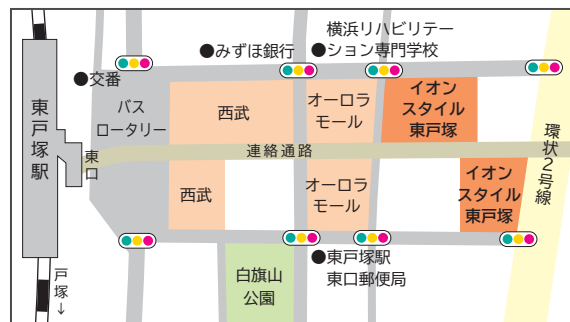 横浜リハビリテー
●みずほ銀行
●ション専門学校
●交番
バス
ロータリー
西武
オーロラ
モール
イオン
スタイル
東戸塚
東戸塚駅
東口
連絡通路
環状2号線
西武
オーロラ
モール
イオン
スタイル
東戸塚
白旗山
公園
●東戸塚駅
東口郵便局
戸塚↓